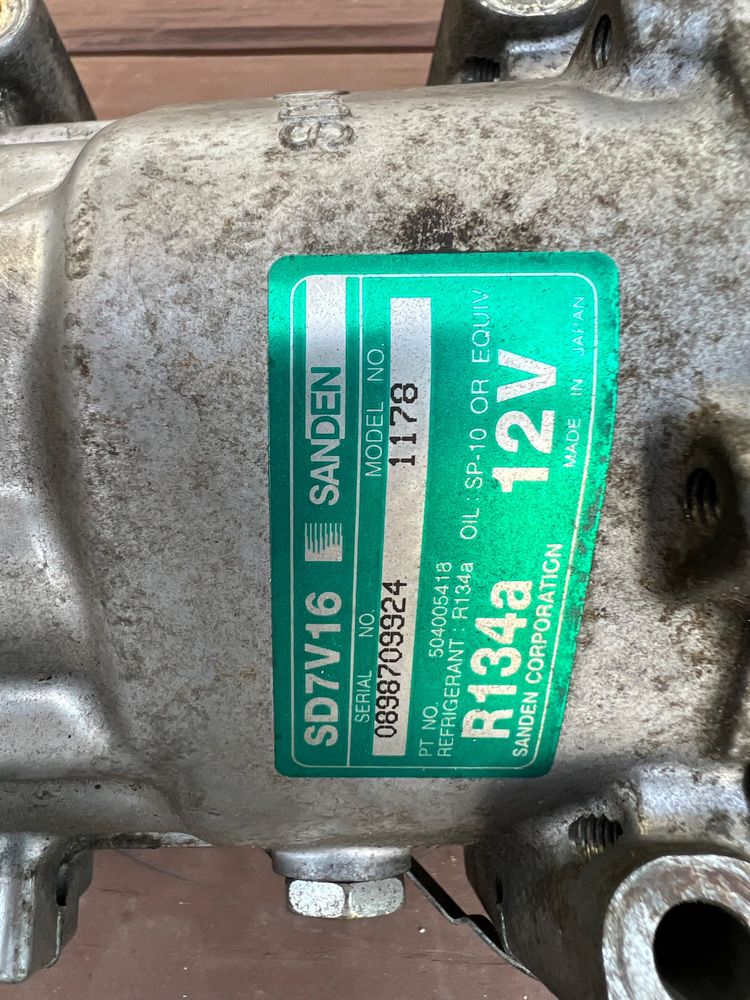 SD7V16 SANDEN
SERIAL NO. MODEL NO.
0898709924 1178
PT NO. 504005418
REFRIGERANT : R134a OIL : SP-10 OR EQUIV
R134a 12V
SANDEN CORPORATION MADE IN JAPAN